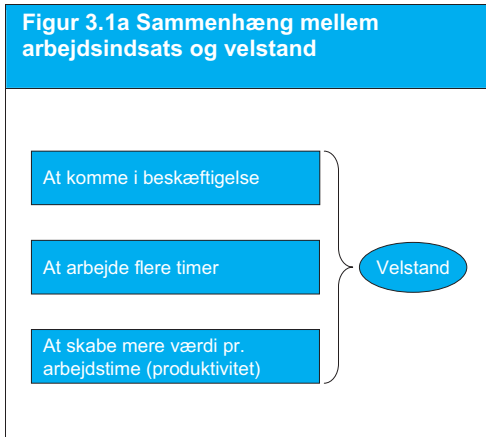 Figur 3.1a Sammenhæng mellem
arbejdsindsats og velstand
At komme i beskæftigelse
At arbejde flere timer
Velstand
At skabe mere værdi pr.
arbejdstime (produktivitet)